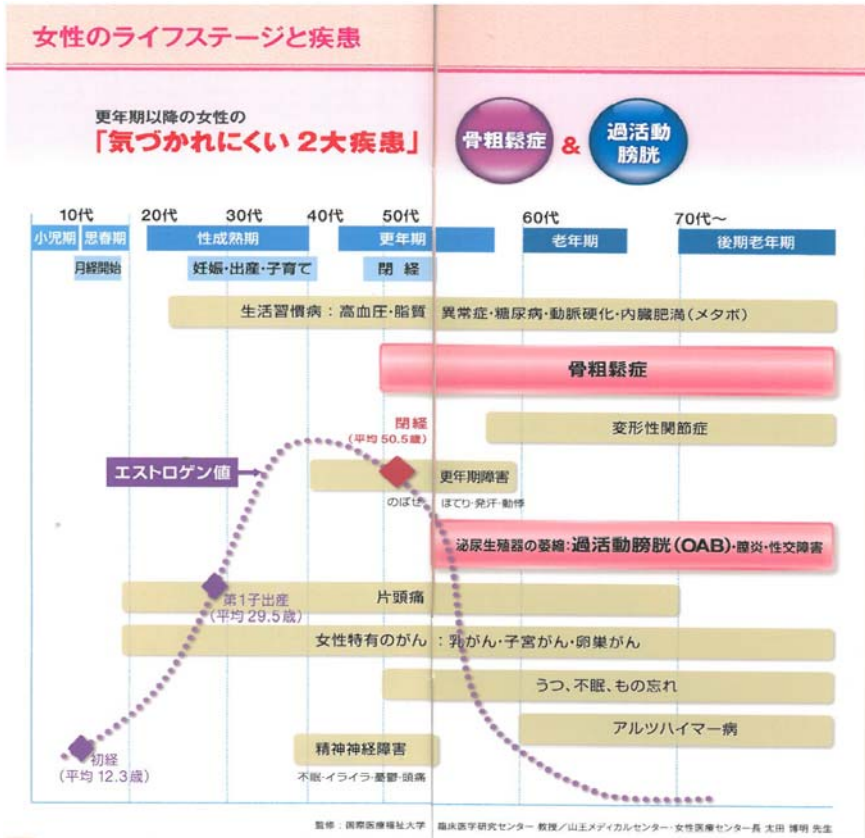 女性のライフステージと疾患
更年期以降の女性の
「気づかれにくい 2大疾患」
骨粗鬆症
&
過活動
膀胱
10代
20代
30代
40代
50代
60代
70代〜
小児期
思春期
性成熟期
更年期
老年期
後期老年期
月経開始
妊娠・出産・子育て
閉経
生活習慣病：高血圧・脂質異常症・糖尿病・動脈硬化・内臓肥満（メタボ）
骨粗鬆症
閉経
（平均50.5歳）
変形性関節症
エストロゲン値
更年期障害
のぼせ ほてり・発汗・動悸
泌尿生殖器の萎縮：過活動膀胱（OAB）・膣炎・性交障害
第1子出産
（平均29.5歳）
片頭痛
女性特有のがん：乳がん・子宮がん・卵巣がん
うつ、不眠、もの忘れ
アルツハイマー病
精神神経障害
不眠・イライラ・憂鬱・頭痛
初経
（平均12.3歳）
監修：国際医療福祉大学 臨床医学研究センター 教授／山王メディカルセンター・女性医療センター長 太田 博明 先生